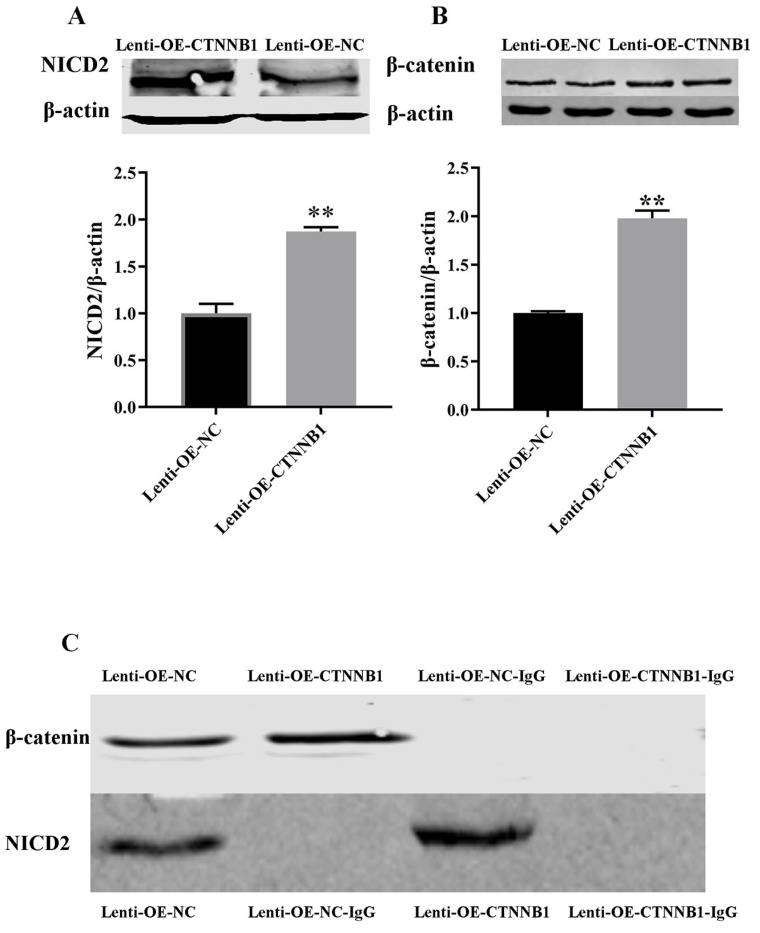 A
B
Lenti-OE-CTNNB1 Lenti-OE-NC
Lenti-OE-NC Lenti-OE-CTNNB1
NICD2
β-catenin
β-actin
β-actin
NICD2/β-actin
2.5
2.0
1.5
1.0
0.5
0.0
**
Lenti-OE-NC
Lenti-OE-CTNNB1
β-catenin/β-actin
2.5
2.0
1.5
1.0
0.5
0.0
**
Lenti-OE-NC
Lenti-OE-CTNNB1
C
Lenti-OE-NC Lenti-OE-CTNNB1 Lenti-OE-NC-IgG Lenti-OE-CTNNB1-IgG
β-catenin
NICD2
Lenti-OE-NC Lenti-OE-NC-IgG Lenti-OE-CTNNB1 Lenti-OE-CTNNB1-IgG